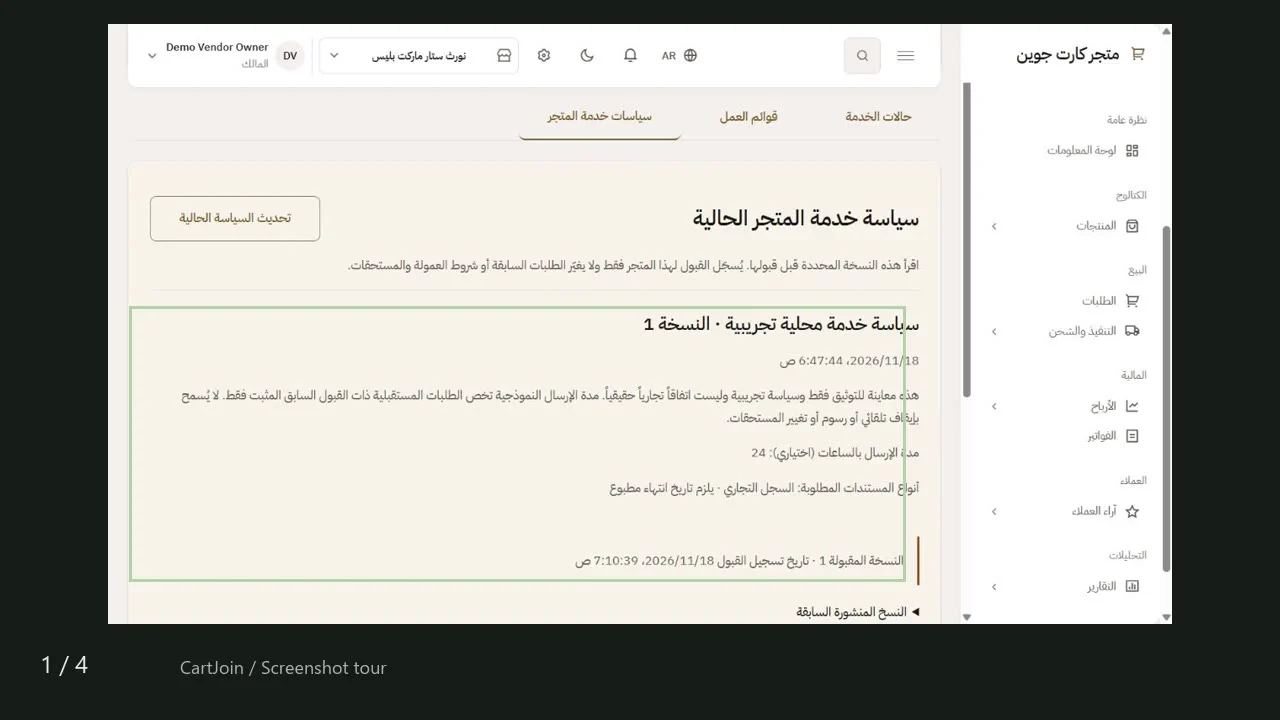 متجر كارت جوين
نظرة عامة
لوحة المعلومات
الكتالوج
المنتجات
البيع
الطلبات
التنفيذ والشحن
المالية
الأرباح
الفواتير
العملاء
آراء العملاء
التحليلات
التقارير
AR
نورث ستار ماركت بليس
DV
Demo Vendor Owner
المالك
حالات الخدمة
قوائم العمل
سياسات خدمة المتجر
سياسة خدمة المتجر الحالية
تحديث السياسة الحالية
اقرأ هذه النسخة المحددة قبل قبولها. يُسجّل القبول لهذا المتجر فقط ولا يغيّر الطلبات السابقة أو شروط العمولة والمستحقات.
سياسة خدمة محلية تجريبية · النسخة 1
2026/11/18، 6:47:44 ص
هذه معاينة للتوثيق فقط وسياسة تجريبية وليست اتفاقاً تجارياً حقيقياً. مدة الإرسال النموذجية تخص الطلبات المستقبلية ذات القبول السابق المثبت فقط. لا يُسمح
بإيقاف تلقائي أو رسوم أو تغيير المستحقات.
مدة الإرسال بالساعات (اختياري): 24
أنواع المستندات المطلوبة: السجل التجاري · يلزم تاريخ انتهاء مطبوع
النسخة المقبولة 1 · تاريخ تسجيل القبول 2026/11/18، 7:10:39 ص
النسخ المنشورة السابقة
1 / 4
CartJoin / Screenshot tour